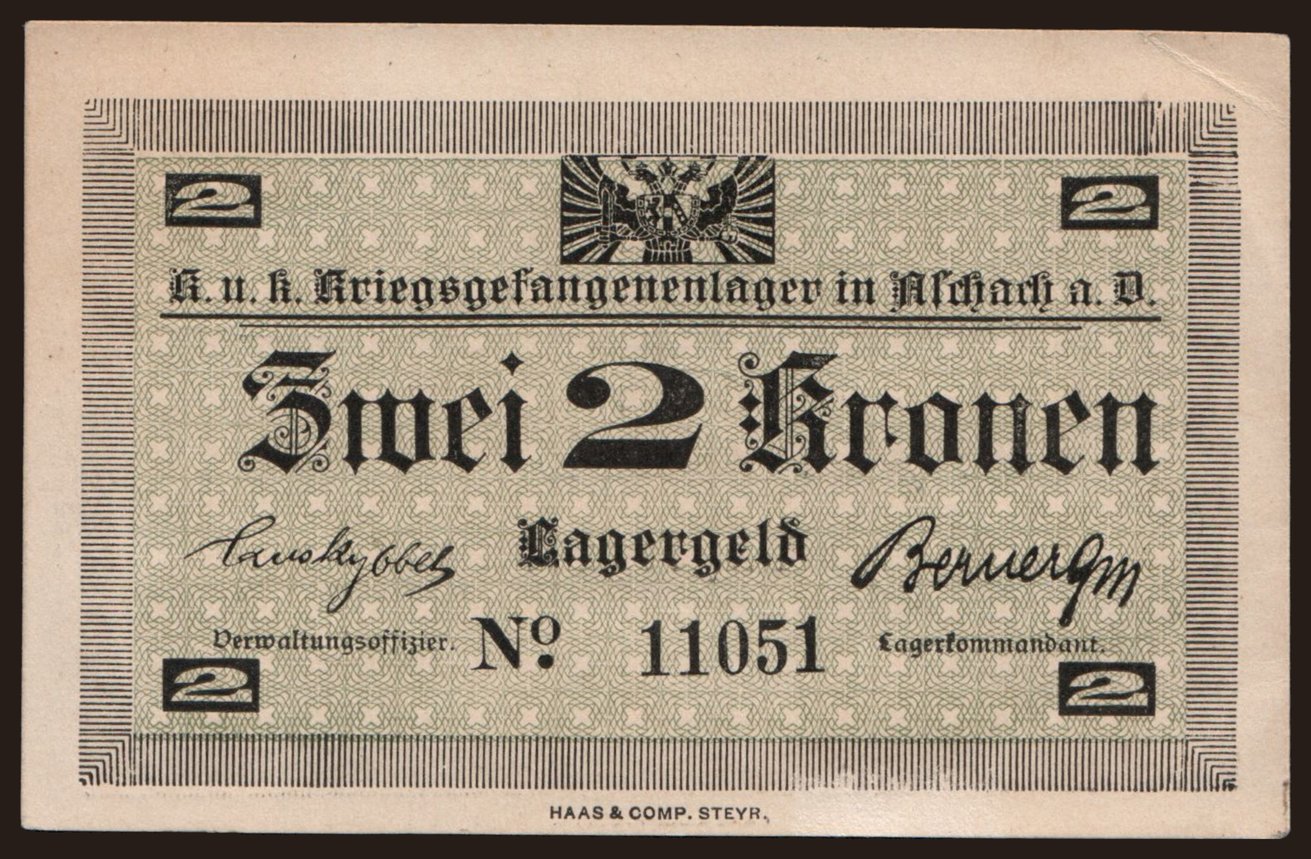 2 2
K. u. k. Kriegsgefangenenlager in Aschach a. D.
Zwei 2 Kronen
Lagergeld
Verwaltungsoffizier. Nº 11051 Lagerkommandant.
2 2
HAAS & COMP. STEYR.